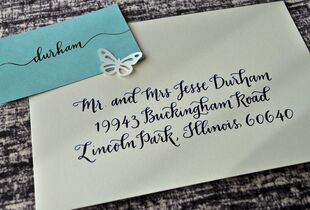 durham
Mr. and Mrs Jesse Durham
19943 Buckingham Road
Lincoln Park, Illinois, 60640